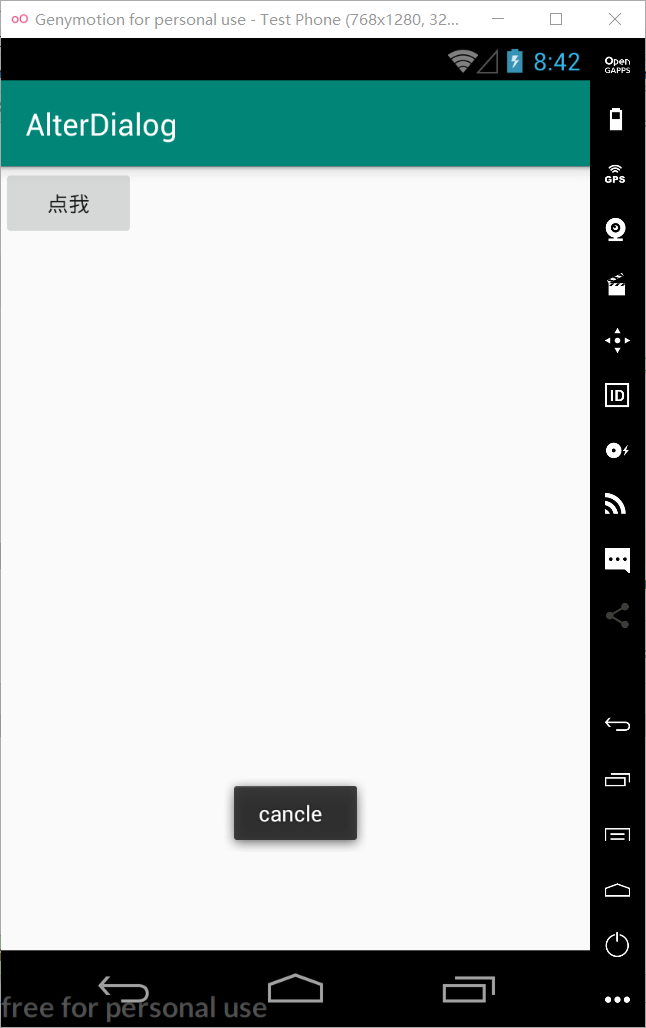 Genymotion for personal use - Test Phone (768x1280, 32...
8:42
Open
GAPPS
AlterDialog
GPS
点我
ID
cancle
free for personal use